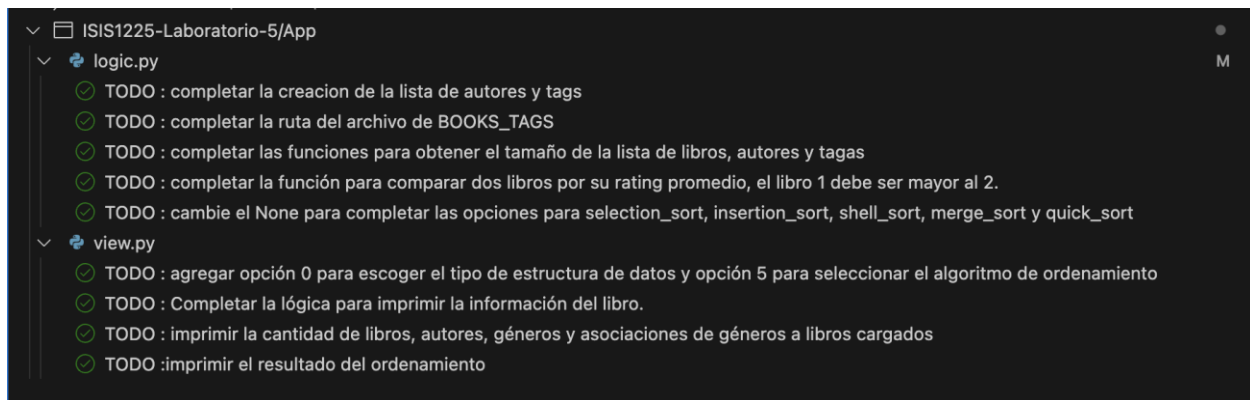 ISIS1225-Laboratorio-5/App
logic.py M
TODO : completar la creacion de la lista de autores y tags
TODO : completar la ruta del archivo de BOOKS_TAGS
TODO : completar las funciones para obtener el tamaño de la lista de libros, autores y tagas
TODO : completar la función para comparar dos libros por su rating promedio, el libro 1 debe ser mayor al 2.
TODO : cambie el None para completar las opciones para selection_sort, insertion_sort, shell_sort, merge_sort y quick_sort
view.py
TODO : agregar opción 0 para escoger el tipo de estructura de datos y opción 5 para seleccionar el algoritmo de ordenamiento
TODO : Completar la lógica para imprimir la información del libro.
TODO : imprimir la cantidad de libros, autores, géneros y asociaciones de géneros a libros cargados
TODO :imprimir el resultado del ordenamiento